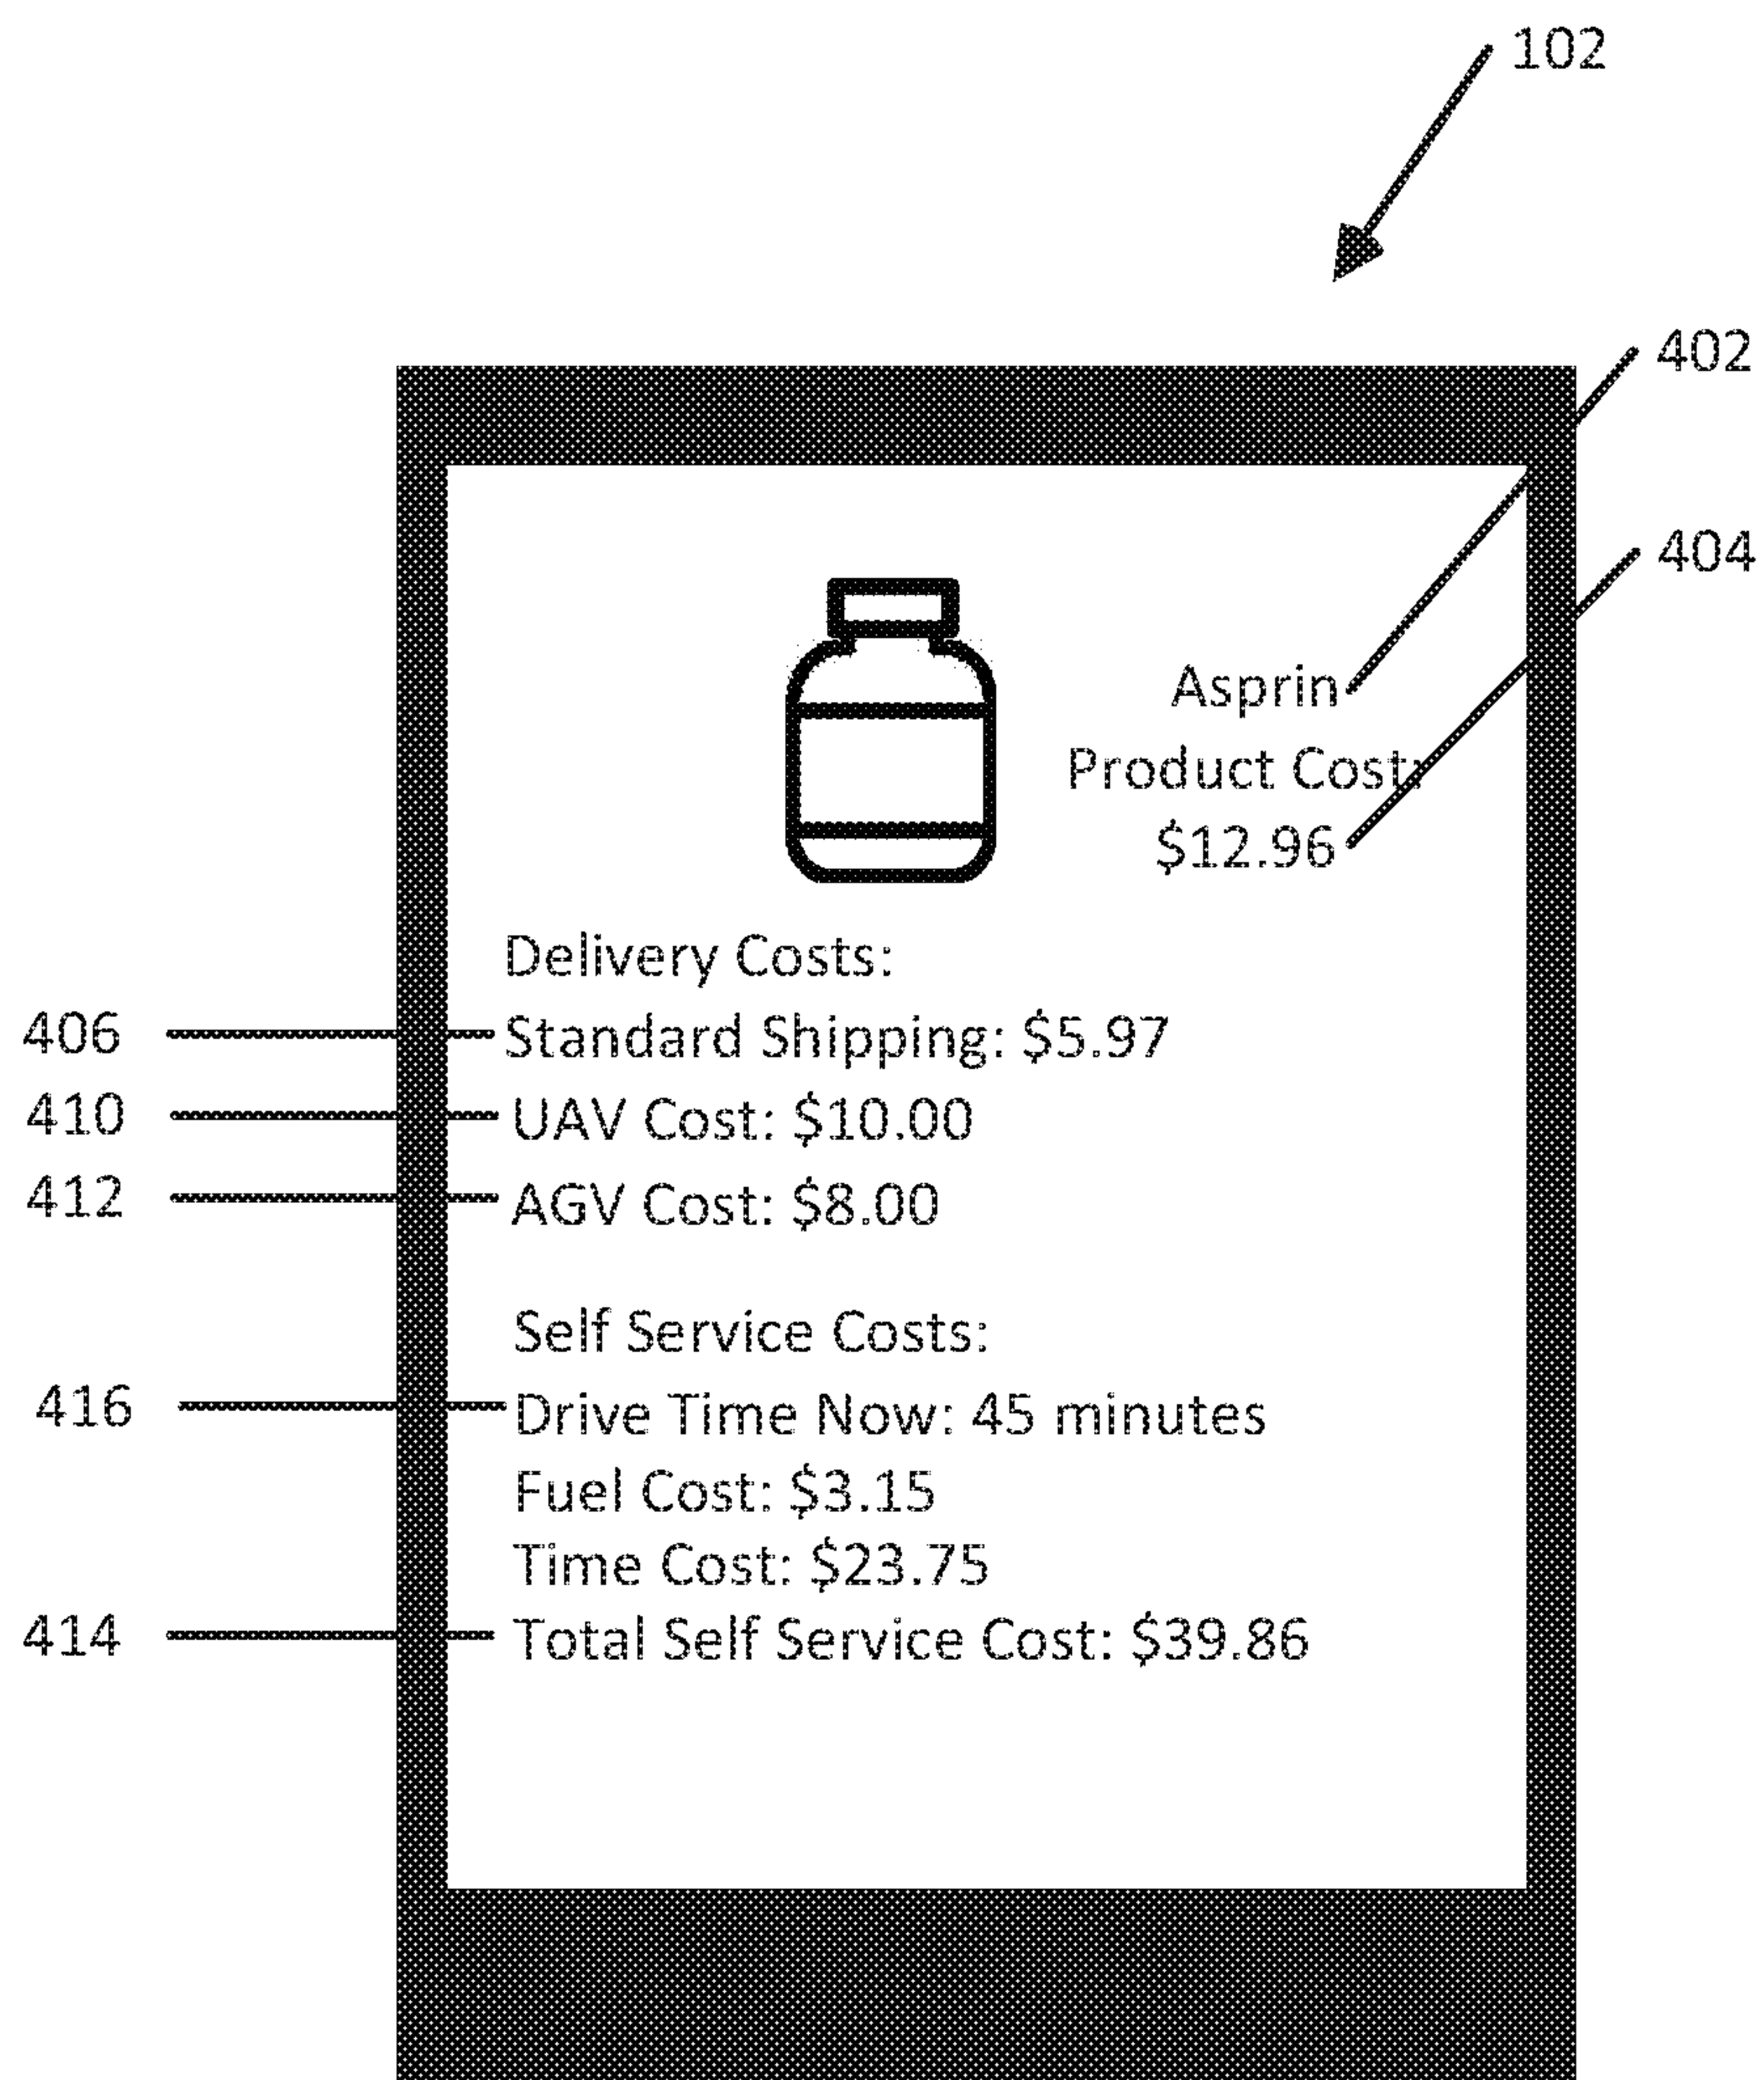 102
402
404
Asprin
Product Cost:
$12.96
Delivery Costs:
406 Standard Shipping: $5.97
410 UAV Cost: $10.00
412 AGV Cost: $8.00
Self Service Costs:
416 Drive Time Now: 45 minutes
Fuel Cost: $3.15
Time Cost: $23.75
414 Total Self Service Cost: $39.86